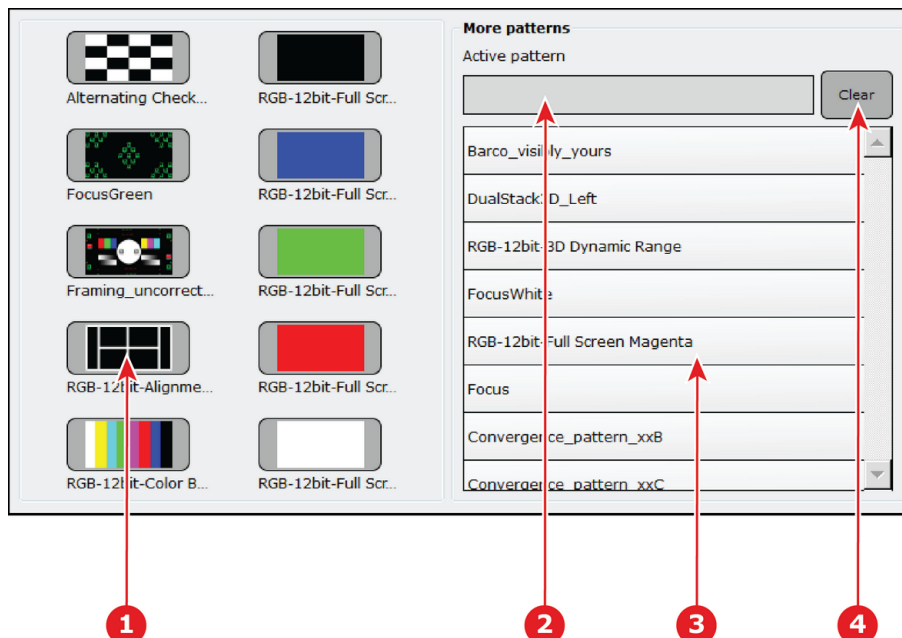 Alternating Check...
RGB-12bit-Full Scr...
FocusGreen
RGB-12bit-Full Scr...
Framing_uncorrect...
RGB-12bit-Full Scr...
RGB-12bit-Alignme...
RGB-12bit-Full Scr...
RGB-12bit-Color B...
RGB-12bit-Full Scr...
More patterns
Active pattern
Clear
Barco_visibly_yours
DualStack3D_Left
RGB-12bit-3D Dynamic Range
FocusWhite
RGB-12bit-Full Screen Magenta
Focus
Convergence_pattern_xxB
Convergence_pattern_xxC
1
2
3
4